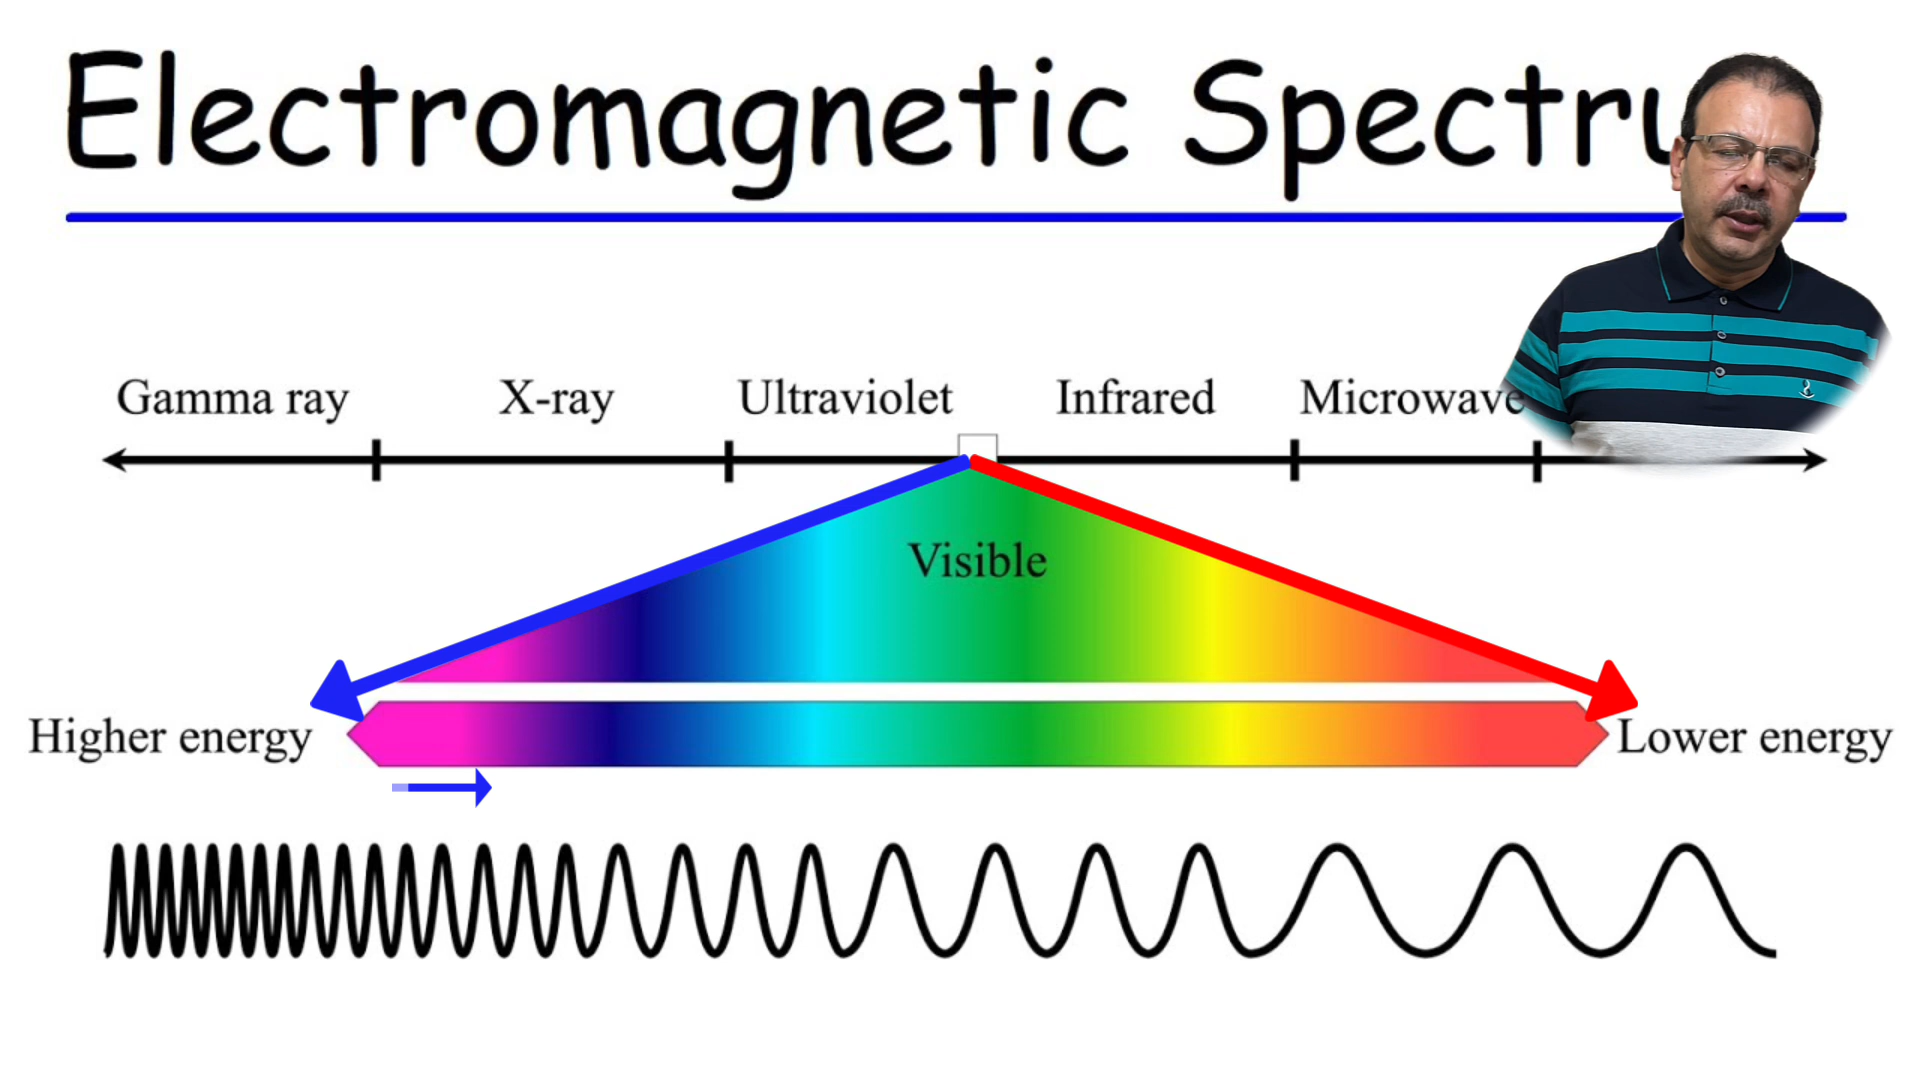 Electromagnetic Spectru
Gamma ray X-ray Ultraviolet Infrared Microwave
Visible
Higher energy Lower energy